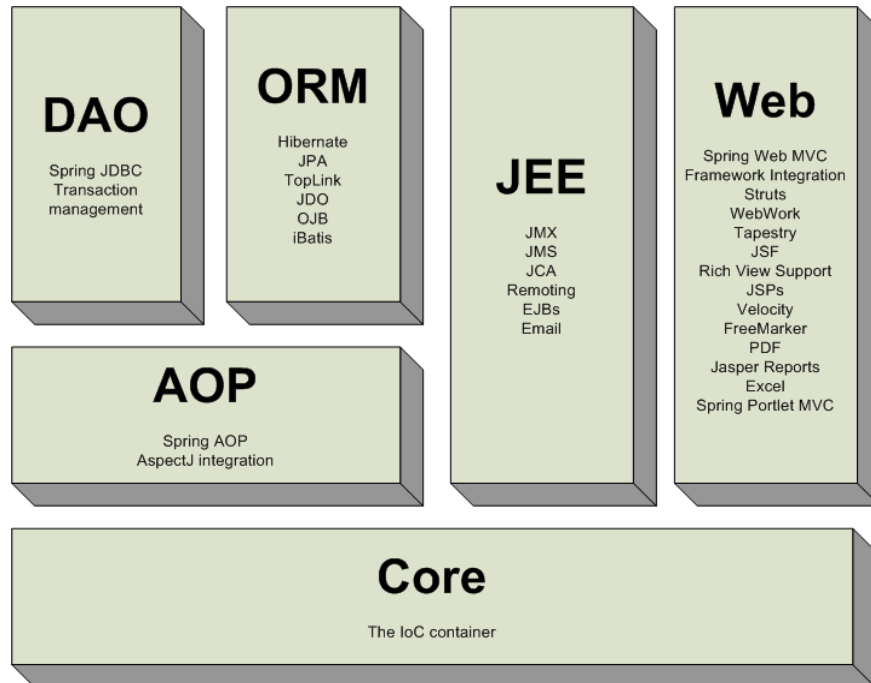 DAO
Spring JDBC
Transaction
management
ORM
Hibernate
JPA
TopLink
JDO
OJB
iBatis
JEE
JMX
JMS
JCA
Remoting
EJBs
Email
Web
Spring Web MVC
Framework Integration
Struts
WebWork
Tapestry
JSF
Rich View Support
JSPs
Velocity
FreeMarker
PDF
Jasper Reports
Excel
Spring Portlet MVC
AOP
Spring AOP
AspectJ integration
Core
The IoC container